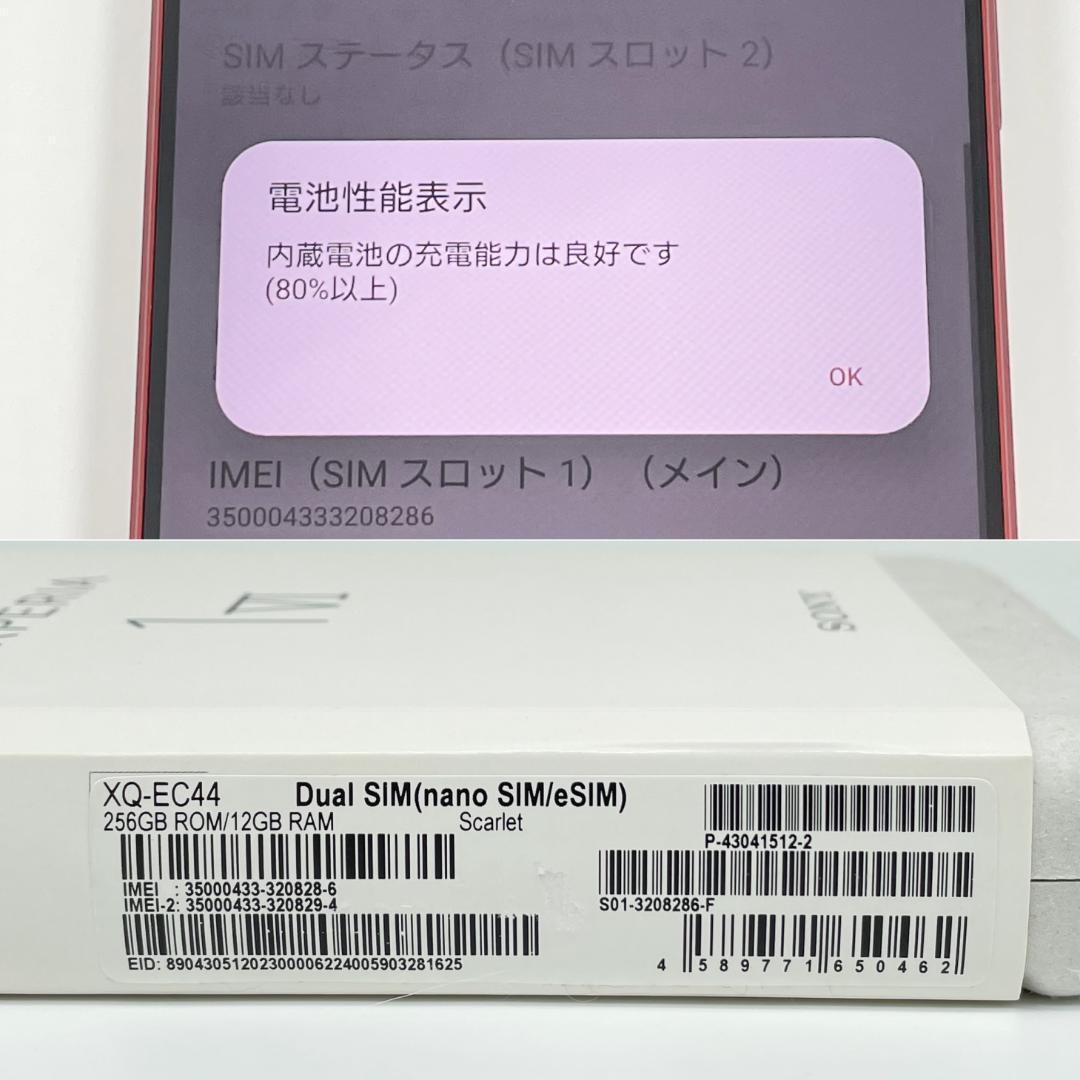 SIM ステータス（SIM スロット 2）
該当なし
電池性能表示
内蔵電池の充電能力は良好です
(80%以上)
OK
IMEI（SIM スロット 1）（メイン）
350004333208286
XPERIA
1 VI
SONY
XQ-EC44 Dual SIM(nano SIM/eSIM)
256GB ROM/12GB RAM Scarlet
P-43041512-2
IMEI : 35000433-320828-6
IMEI-2: 35000433-320829-4
S01-3208286-F
EID: 89043051202300006224005903281625
4 589771 650462